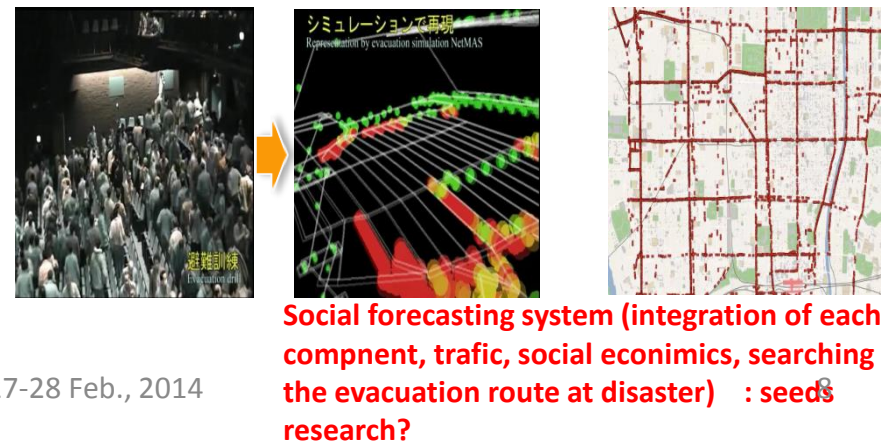 シミュレーションで再現
Representation by evacuation simulation NetMAS
Evacuation drill
Social forecasting system (integration of each
compnent, trafic, social econimics, searching
the evacuation route at disaster) : seeds
research?
7-28 Feb., 2014
8